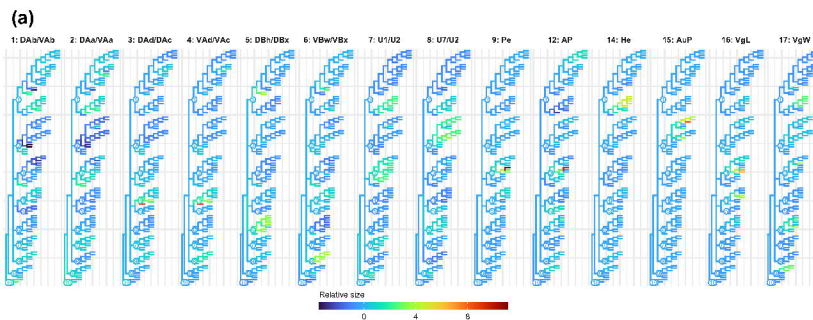 (a)
1: DAb/VAb 2: DAa/VAa 3: DAd/DAc 4: VAd/VAc 5: DBh/DBx 6: VBw/VBx 7: U1/U2 8: U7/U2 9: Pe 12: AP 14: He 15: AuP 16: VgL 17: VgW
Relative size
0 4 8